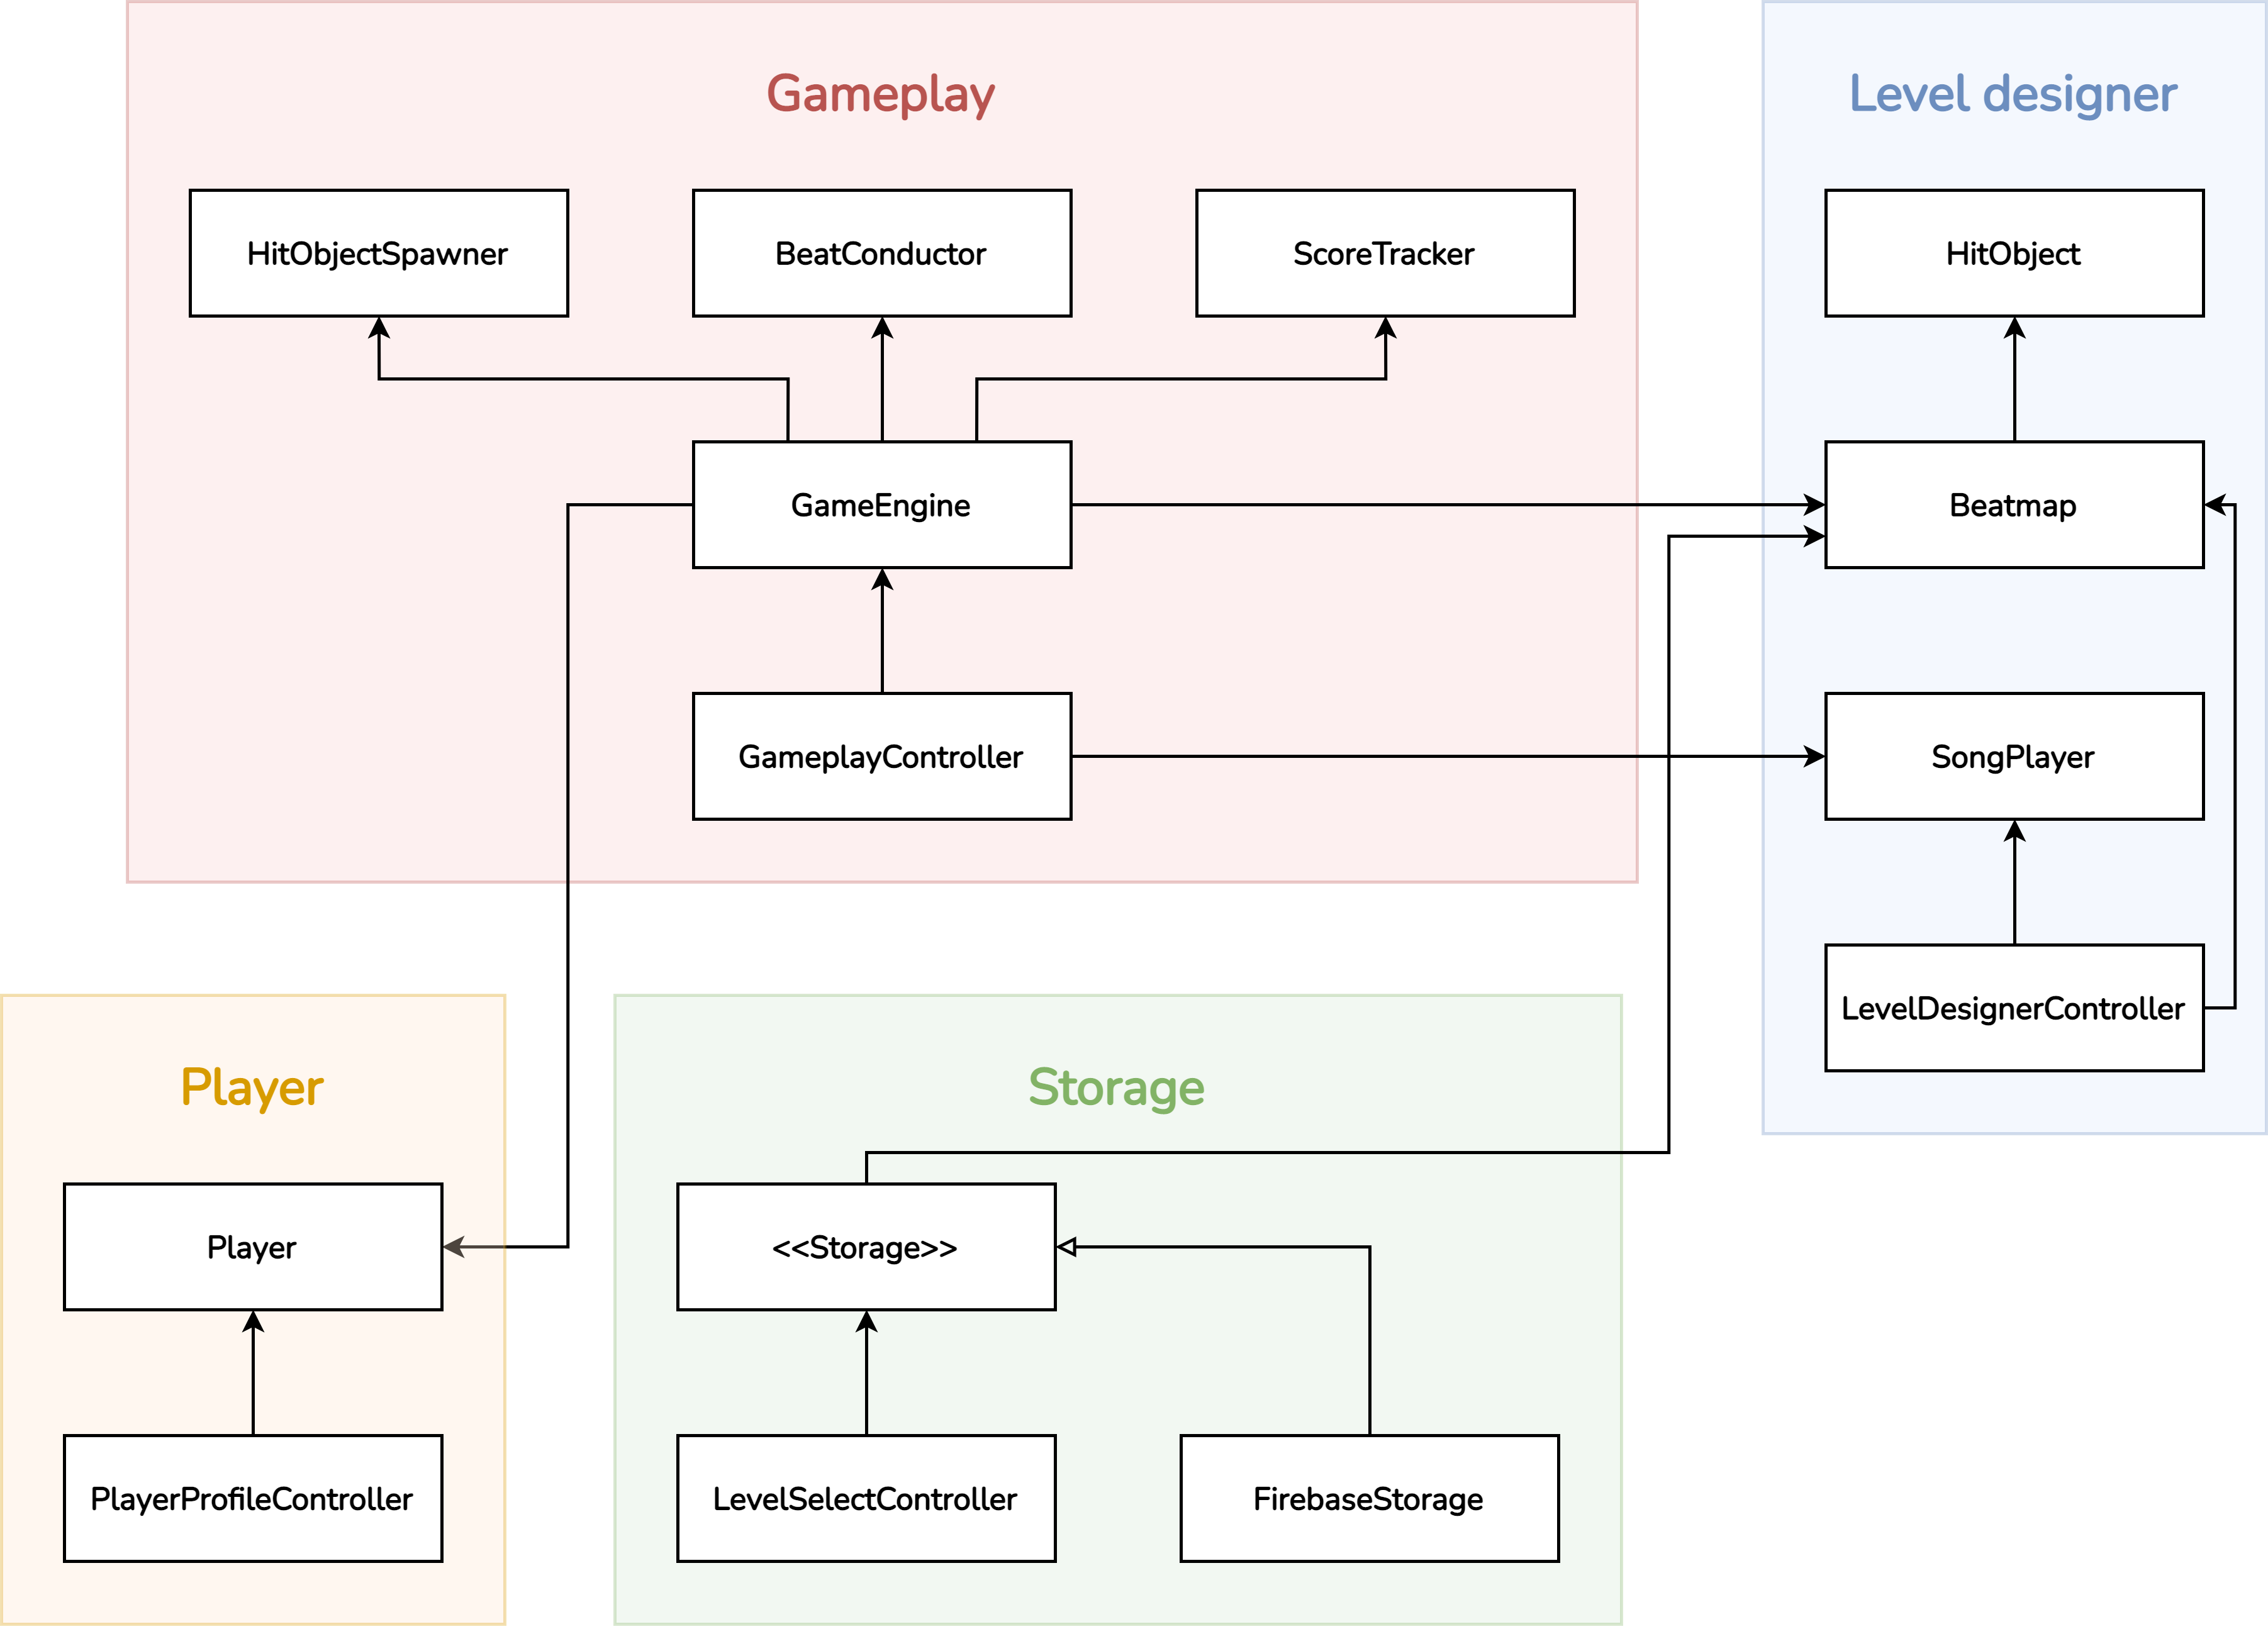 Gameplay
Level designer
HitObjectSpawner
BeatConductor
ScoreTracker
HitObject
GameEngine
Beatmap
GameplayController
SongPlayer
LevelDesignerController
Player
Storage
Player
<<Storage>>
PlayerProfileController
LevelSelectController
FirebaseStorage